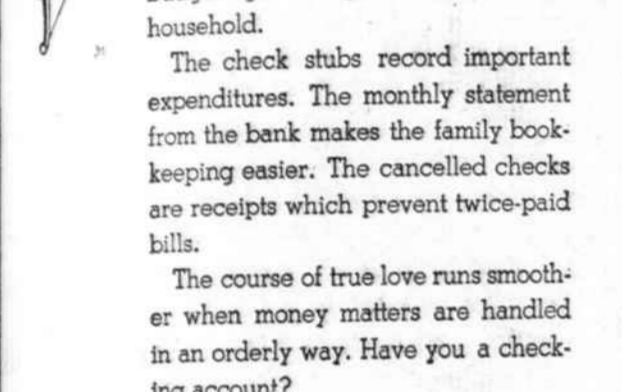 household.
The check stubs record important
expenditures. The monthly statement
from the bank makes the family book-
keeping easier. The cancelled checks
are receipts which prevent twice-paid
bills.
The course of true love runs smooth-
er when money matters are handled
in an orderly way. Have you a check-
ing account?